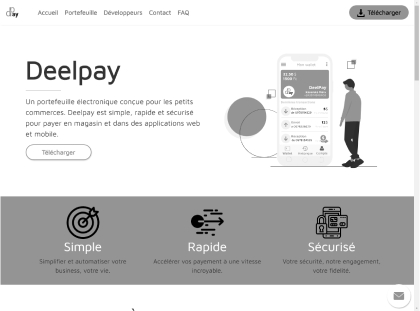 Pay
Accueil Portefeuille Développeurs Contact FAQ
Télécharger
Deelpay
Un portefeuille électronique conçue pour les petits
commerces. Deelpay est simple, rapide et sécurisé
pour payer en magasin et dans des applications web
et mobile.
Télécharger
DeelPay
Simple
Rapide
Sécurisé
Simplifier et automatiser votre
business, votre vie.
Accélérer vos payement à une vitesse
incroyable.
Votre sécurité, notre engagement,
votre fidélité.